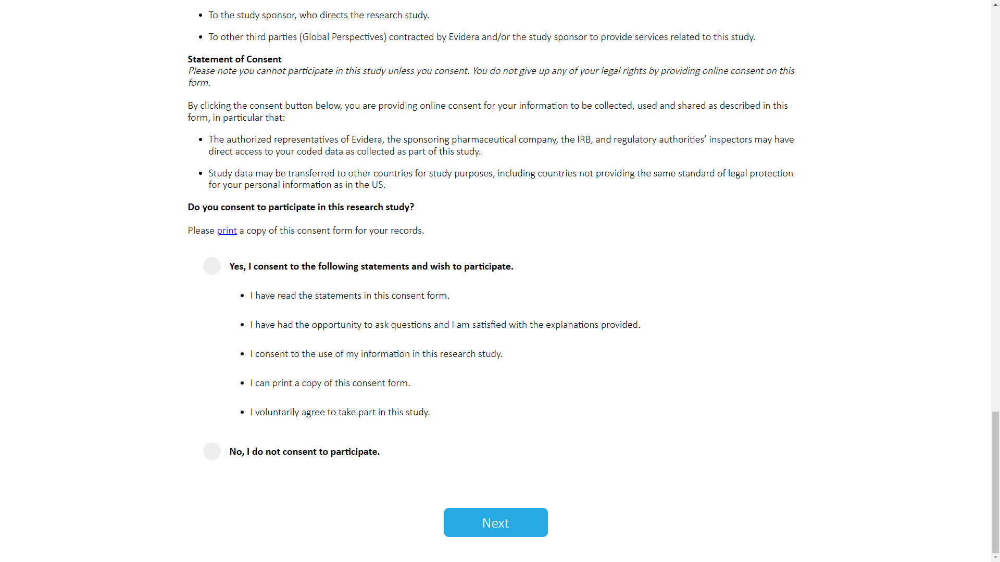 • To the study sponsor, who directs the research study.
• To other third parties (Global Perspectives) contracted by Evidera and/or the study sponsor to provide services related to this study.
Statement of Consent
Please note you cannot participate in this study unless you consent. You do not give up any of your legal rights by providing online consent on this
form.
By clicking the consent button below, you are providing online consent for your information to be collected, used and shared as described in this
form, in particular that:
• The authorized representatives of Evidera, the sponsoring pharmaceutical company, the IRB, and regulatory authorities’ inspectors may have
direct access to your coded data as collected as part of this study.
• Study data may be transferred to other countries for study purposes, including countries not providing the same standard of legal protection
for your personal information as in the US.
Do you consent to participate in this research study?
Please print a copy of this consent form for your records.
Yes, I consent to the following statements and wish to participate.
• I have read the statements in this consent form.
• I have had the opportunity to ask questions and I am satisfied with the explanations provided.
• I consent to the use of my information in this research study.
• I can print a copy of this consent form.
• I voluntarily agree to take part in this study.
No, I do not consent to participate.
Next